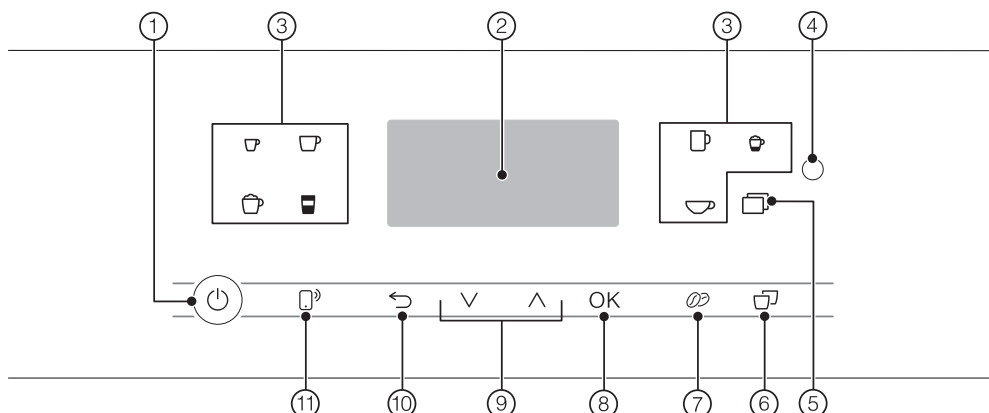 ① ③ ② ③ ④
OK
⑪ ⑩ ⑨ ⑧ ⑦ ⑥ ⑤